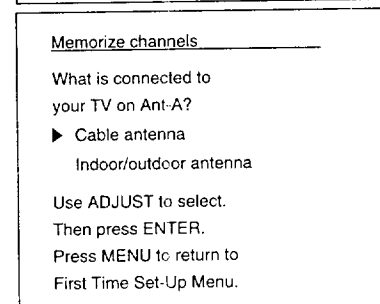 Memorize channels
What is connected to
your TV on Ant-A?
▶ Cable antenna
Indoor/outdoor antenna
Use ADJUST to select.
Then press ENTER.
Press MENU to return to
First Time Set-Up Menu.